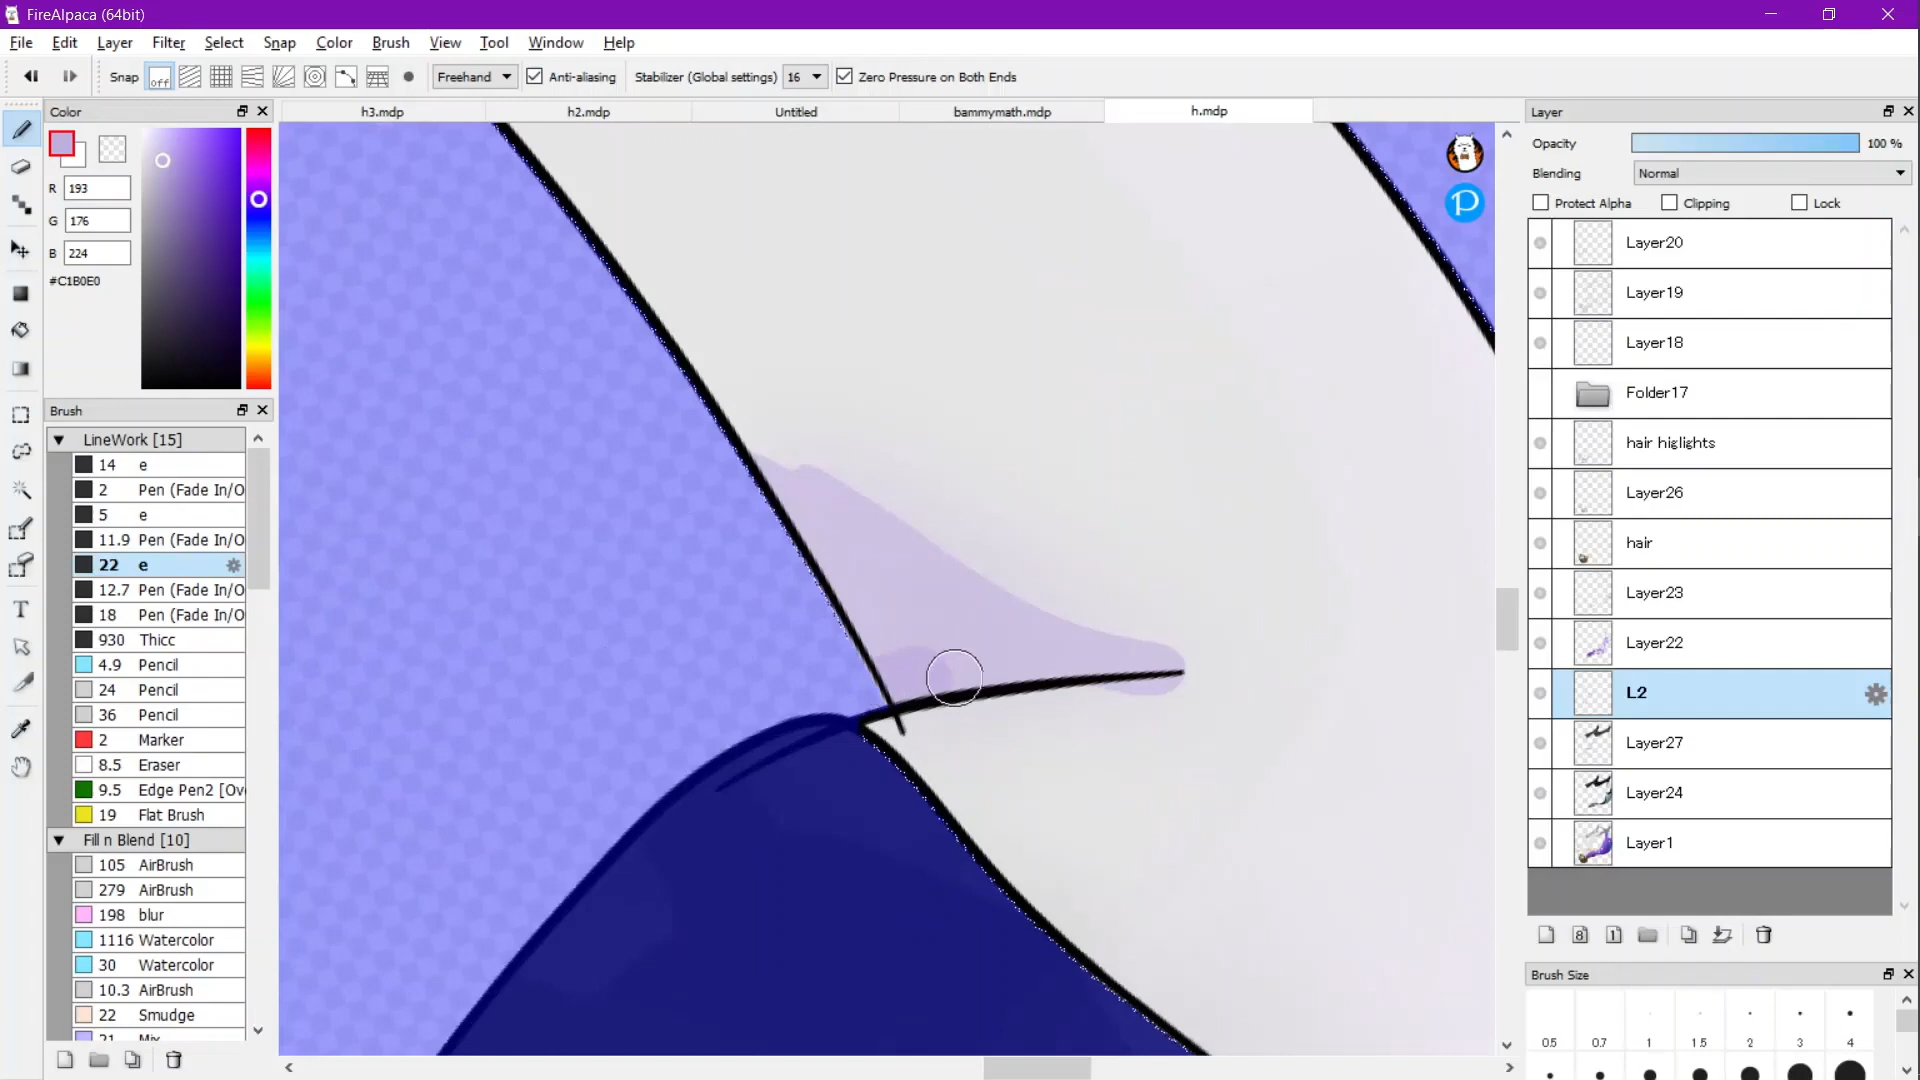 FireAlpaca (64bit)
File Edit Layer Filter Select Snap Color Brush View Tool Window Help
Snap off Freehand Anti-aliasing Stabilizer (Global settings) 16 Zero Pressure on Both Ends
Color
R 193
G 176
B 224
#C1B0E0
Brush
LineWork [15]
14 e
2 Pen (Fade In/O
5 e
11.9 Pen (Fade In/O
22 e
12.7 Pen (Fade In/O
18 Pen (Fade In/O
930 Thicc
4.9 Pencil
24 Pencil
36 Pencil
2 Marker
8.5 Eraser
9.5 Edge Pen2 [Ov
19 Flat Brush
Fill n Blend [10]
105 AirBrush
279 AirBrush
198 blur
1116 Watercolor
30 Watercolor
10.3 AirBrush
22 Smudge
21 Mix
h3.mdp h2.mdp Untitled bammymath.mdp h.mdp
P
Layer
Opacity 100 %
Blending Normal
Protect Alpha Clipping Lock
Layer20
Layer19
Layer18
Folder17
hair higlights
Layer26
hair
Layer23
Layer22
L2
Layer27
Layer24
Layer1
8 1
Brush Size
0.5 0.7 1 1.5 2 3 4